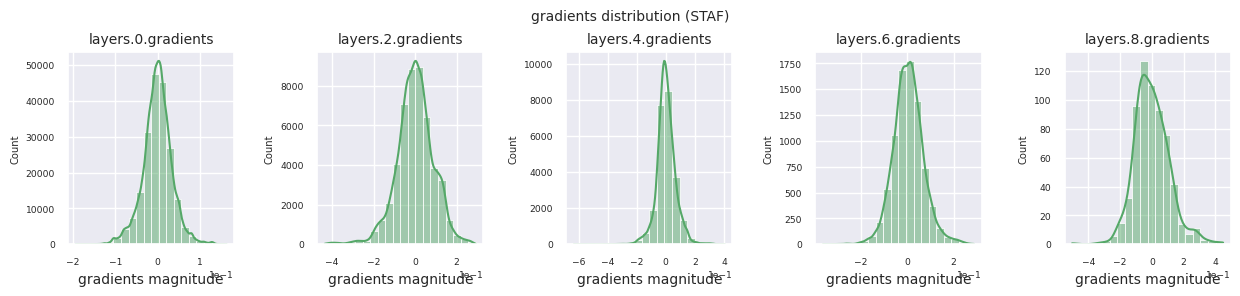 gradients distribution (STAF)
layers.0.gradients
50000
40000
30000
20000
10000
0
Count
−2 −1 0 1
1e−1
gradients magnitude
layers.2.gradients
8000
6000
4000
2000
0
Count
−4 −2 0 2
1e−1
gradients magnitude
layers.4.gradients
10000
8000
6000
4000
2000
0
Count
−6 −4 −2 0 2 4
1e−1
gradients magnitude
layers.6.gradients
1750
1500
1250
1000
750
500
250
0
Count
−2 0 2
1e−1
gradients magnitude
layers.8.gradients
120
100
80
60
40
20
0
Count
−4 −2 0 2 4
1e−1
gradients magnitude